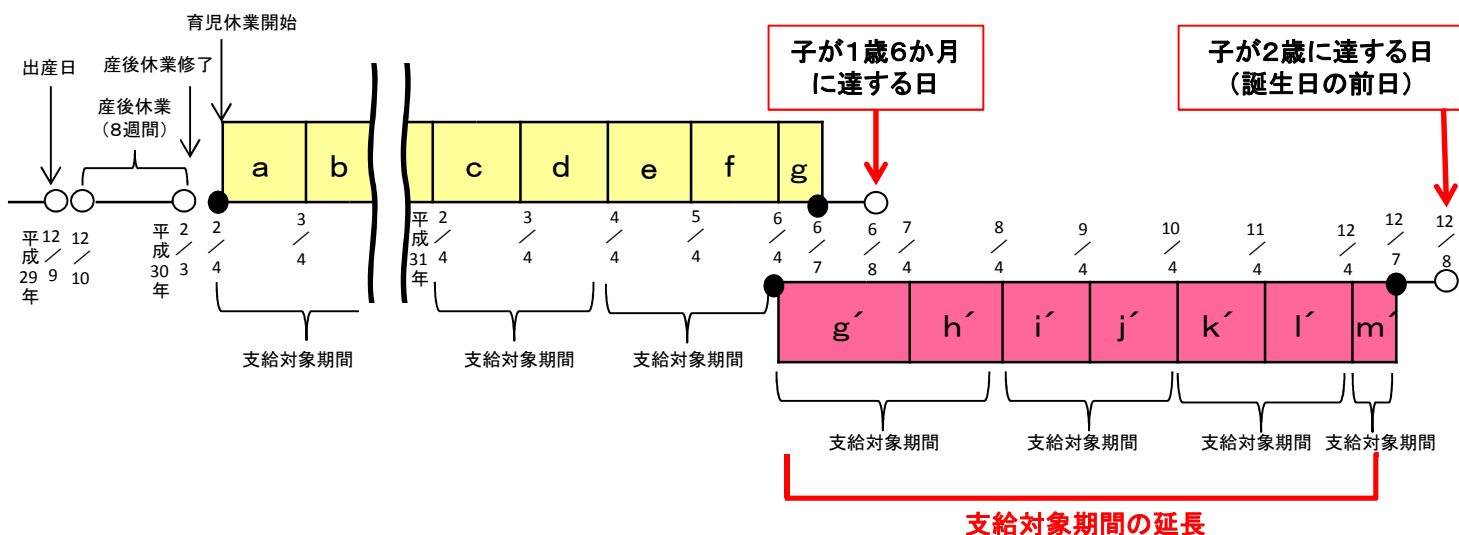 育児休業開始
出産日
産後休業修了
産後休業
（8週間）
子が1歳6か月
に達する日
子が2歳に達する日
（誕生日の前日）
a
b
c
d
e
f
g
平成29年
12／9
12／10
平成30年
2／3
2／4
3／4
平成31年
2／4
3／4
4／4
5／4
6／4
6／7
6／8
7／4
8／4
9／4
10／4
11／4
12／4
12／7
12／8
g´
h´
i´
j´
k´
l´
m´
支給対象期間
支給対象期間
支給対象期間
支給対象期間
支給対象期間
支給対象期間
支給対象期間
支給対象期間の延長